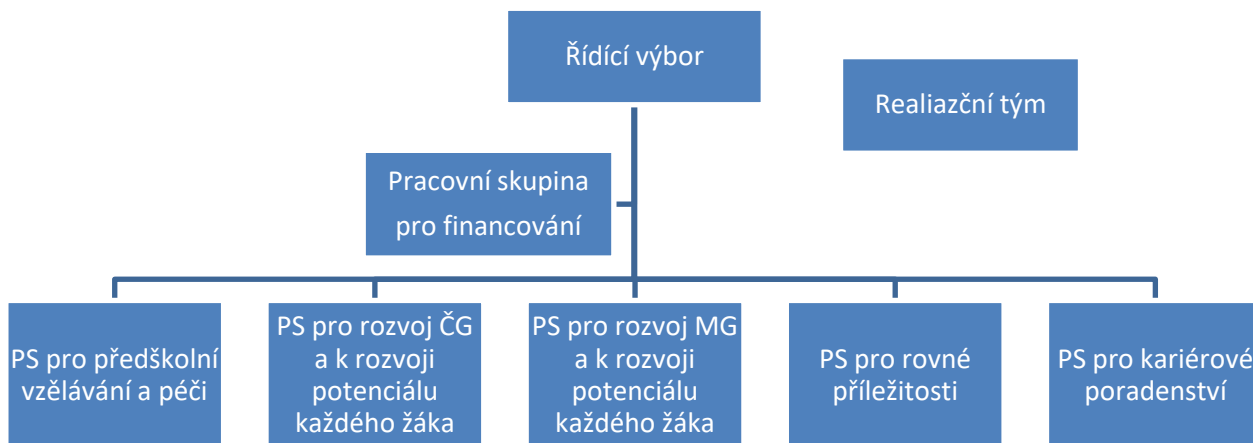 Řídící výbor
Realiazční tým
Pracovní skupina
pro financování
PS pro předškolní
vzělávání a péči
PS pro rozvoj ČG
a k rozvoji
potenciálu
každého žáka
PS pro rozvoj MG
a k rozvoji
potenciálu
každého žáka
PS pro rovné
příležitosti
PS pro kariérové
poradenství